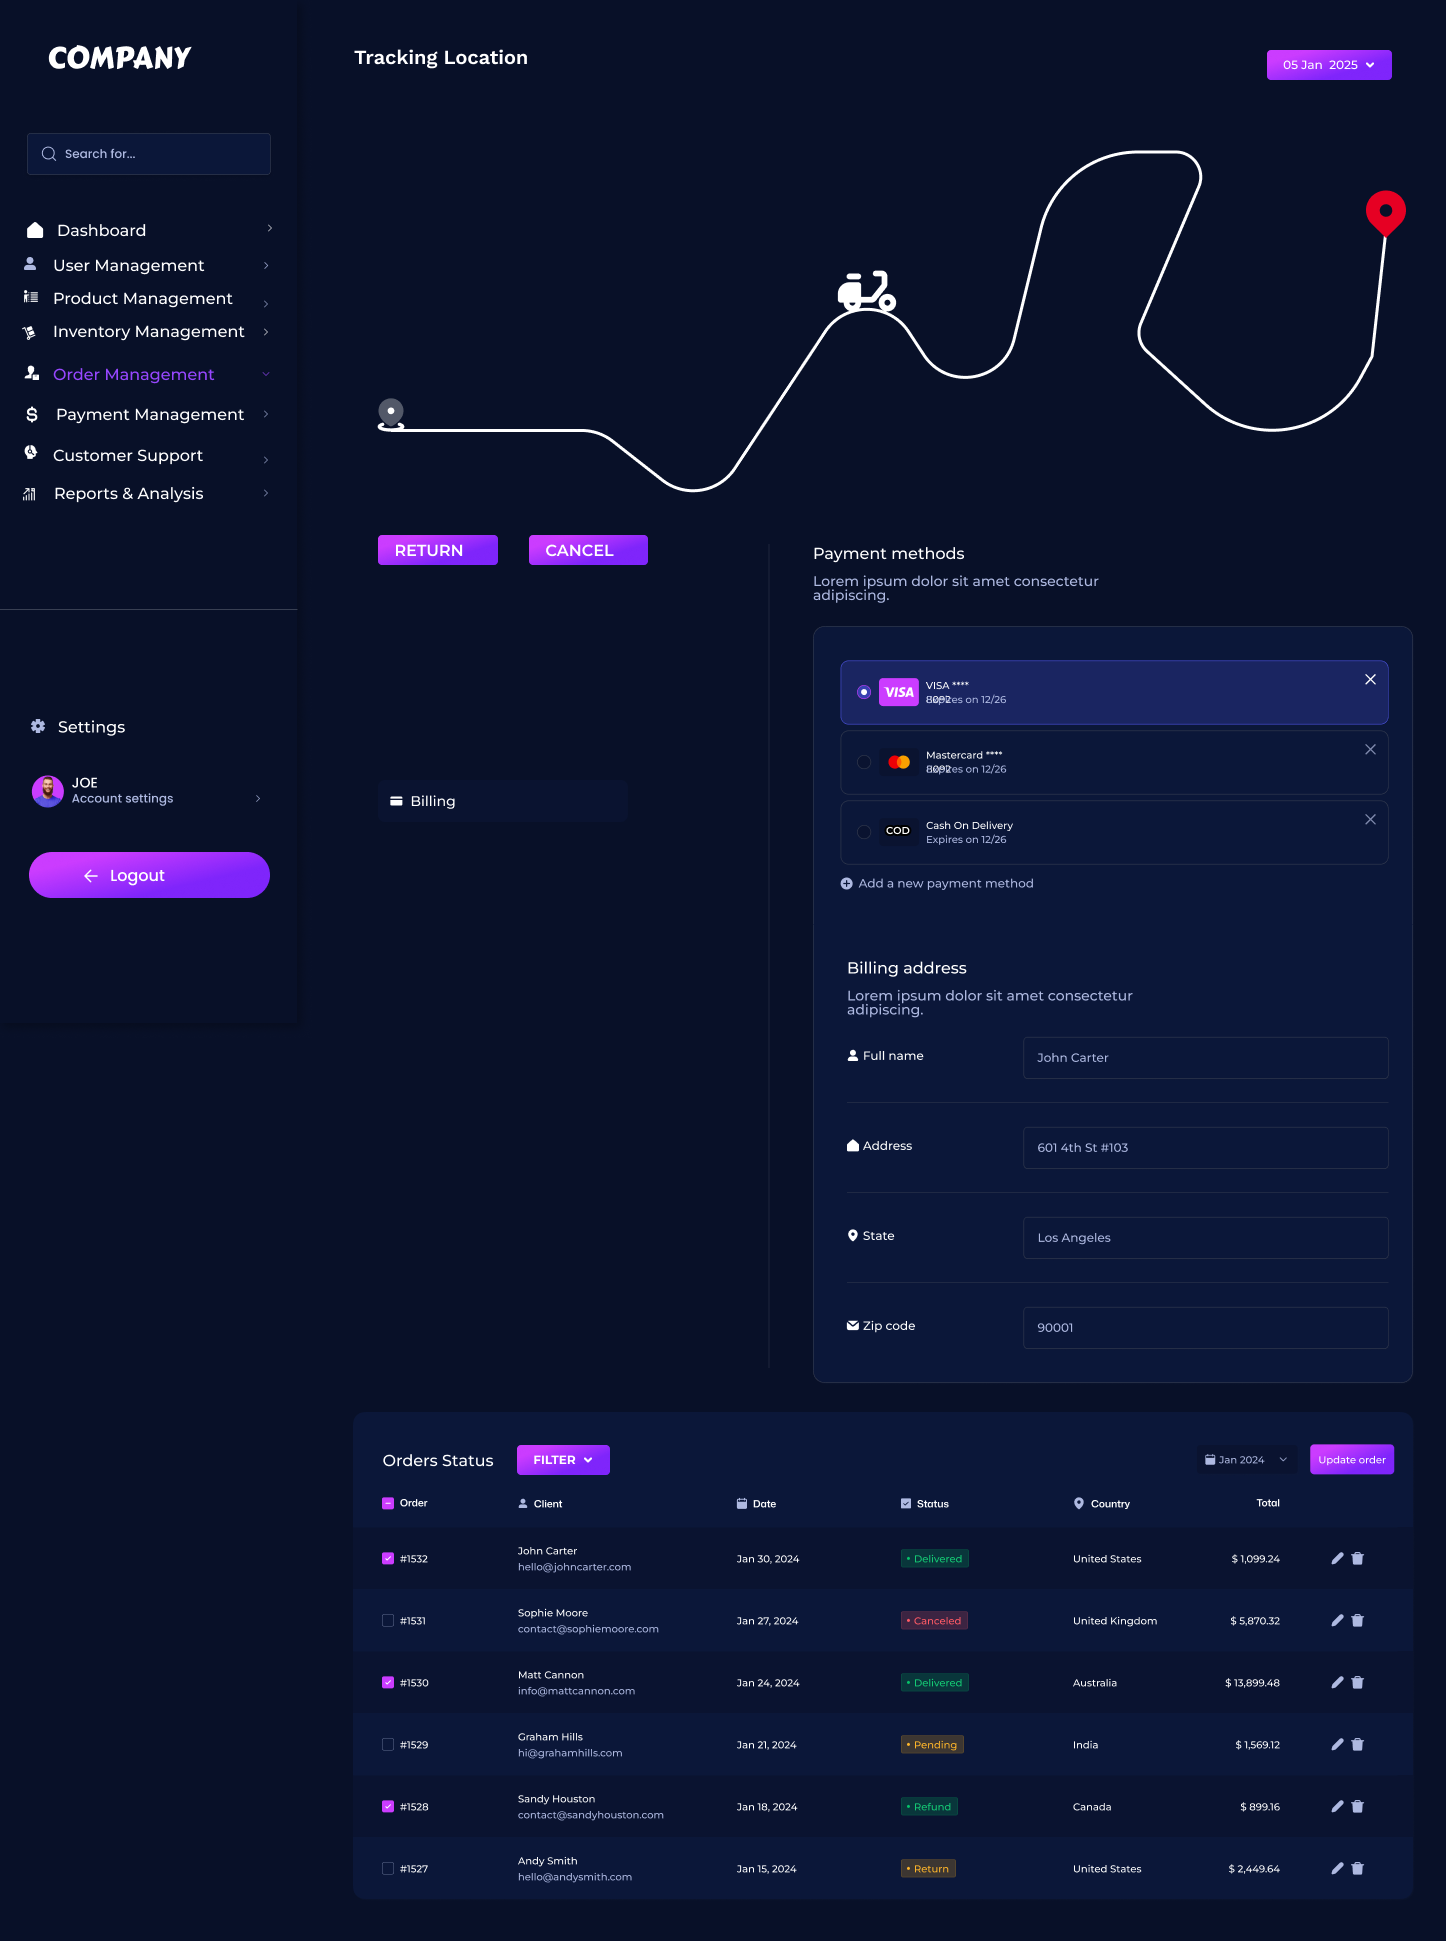 COMPANY
Search for...
Dashboard
User Management
Product Management
Inventory Management
Order Management
Payment Management
Customer Support
Reports & Analysis
Settings
JOE
Account settings
Logout
Tracking Location
05 Jan 2025
RETURN
CANCEL
Billing
Payment methods
Lorem ipsum dolor sit amet consectetur
adipiscing.
VISA
VISA ****
on 12/26
Mastercard ****
on 12/26
COD
Cash On Delivery
Expires on 12/26
Add a new payment method
Billing address
Lorem ipsum dolor sit amet consectetur
adipiscing.
Full name
John Carter
Address
601 4th St #103
State
Los Angeles
Zip code
90001
Orders Status
FILTER
Jan 2024
Update order
Order Client Date Status Country Total
#1532 John Carter Jan 30, 2024 Delivered United States $ 1,099.24
hello@johncarter.com
#1531 Sophie Moore Jan 27, 2024 Canceled United Kingdom $ 5,870.32
contact@sophiemoore.com
#1530 Matt Cannon Jan 24, 2024 Delivered Australia $ 13,899.48
info@mattcannon.com
#1529 Graham Hills Jan 21, 2024 Pending India $ 1,569.12
hi@grahamhills.com
#1528 Sandy Houston Jan 18, 2024 Refund Canada $ 899.16
contact@sandyhouston.com
#1527 Andy Smith Jan 15, 2024 Return United States $ 2,449.64
hello@andysmith.com